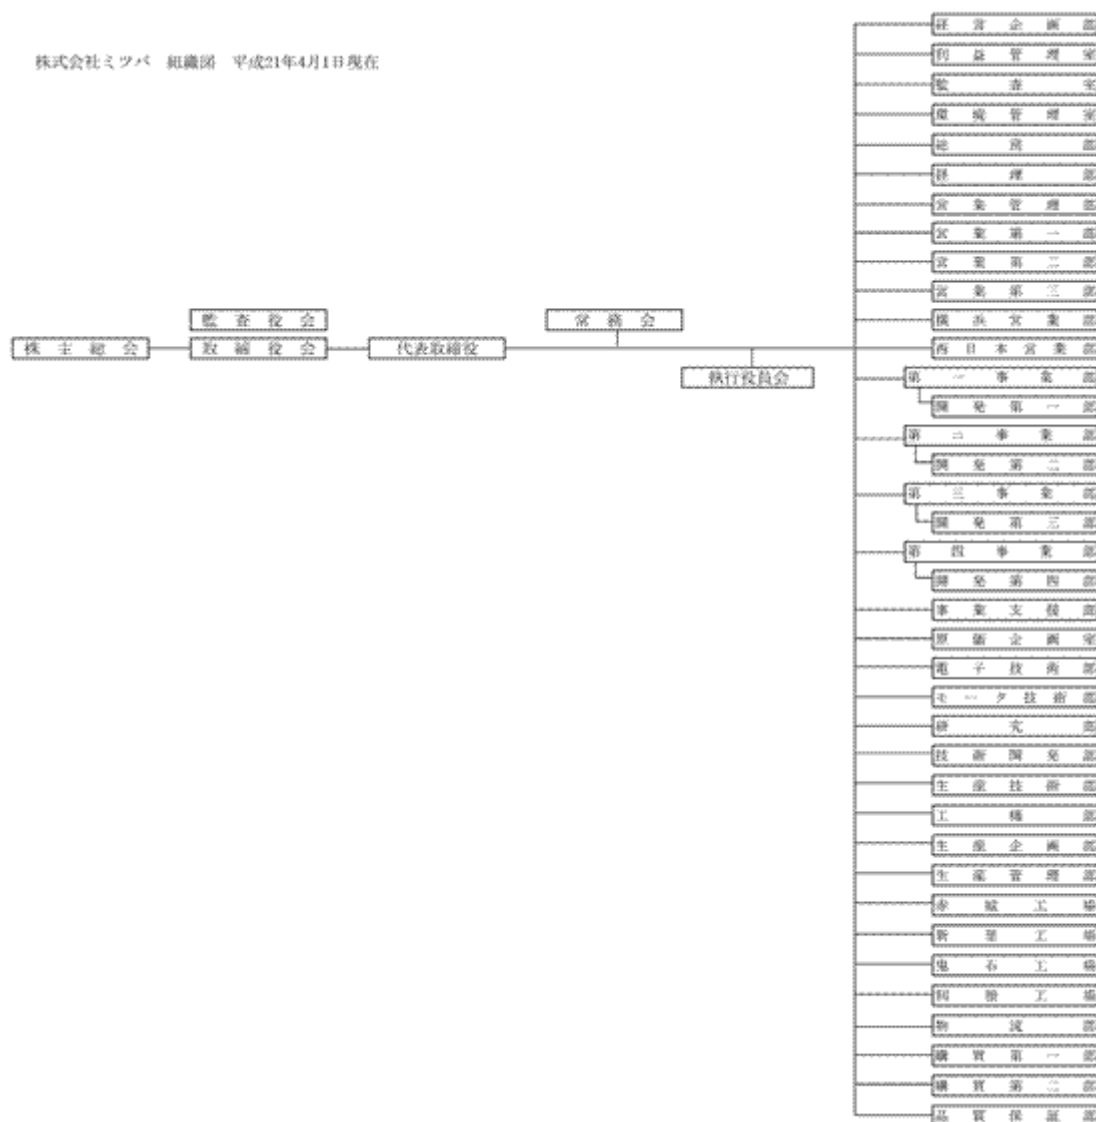 株式会社ミツバ 組織図 平成21年4月1日現在
経営企画部
利益管理室
監査室
環境管理室
総務部
経理部
営業管理部
営業第一部
営業第二部
営業第三部
横浜営業部
監査役会
常務会
株主総会
取締役会
代表取締役
西日本営業部
執行役員会
第一事業部
開発第一部
第二事業部
開発第二部
第三事業部
開発第三部
第四事業部
開発第四部
事業支援部
原価企画室
電子技術部
モータ技術部
研究部
技術開発部
生産技術部
工機部
生産企画部
生産管理部
赤城工場
新里工場
鬼石工場
利根工場
物流部
購買第一部
購買第二部
品質保証部